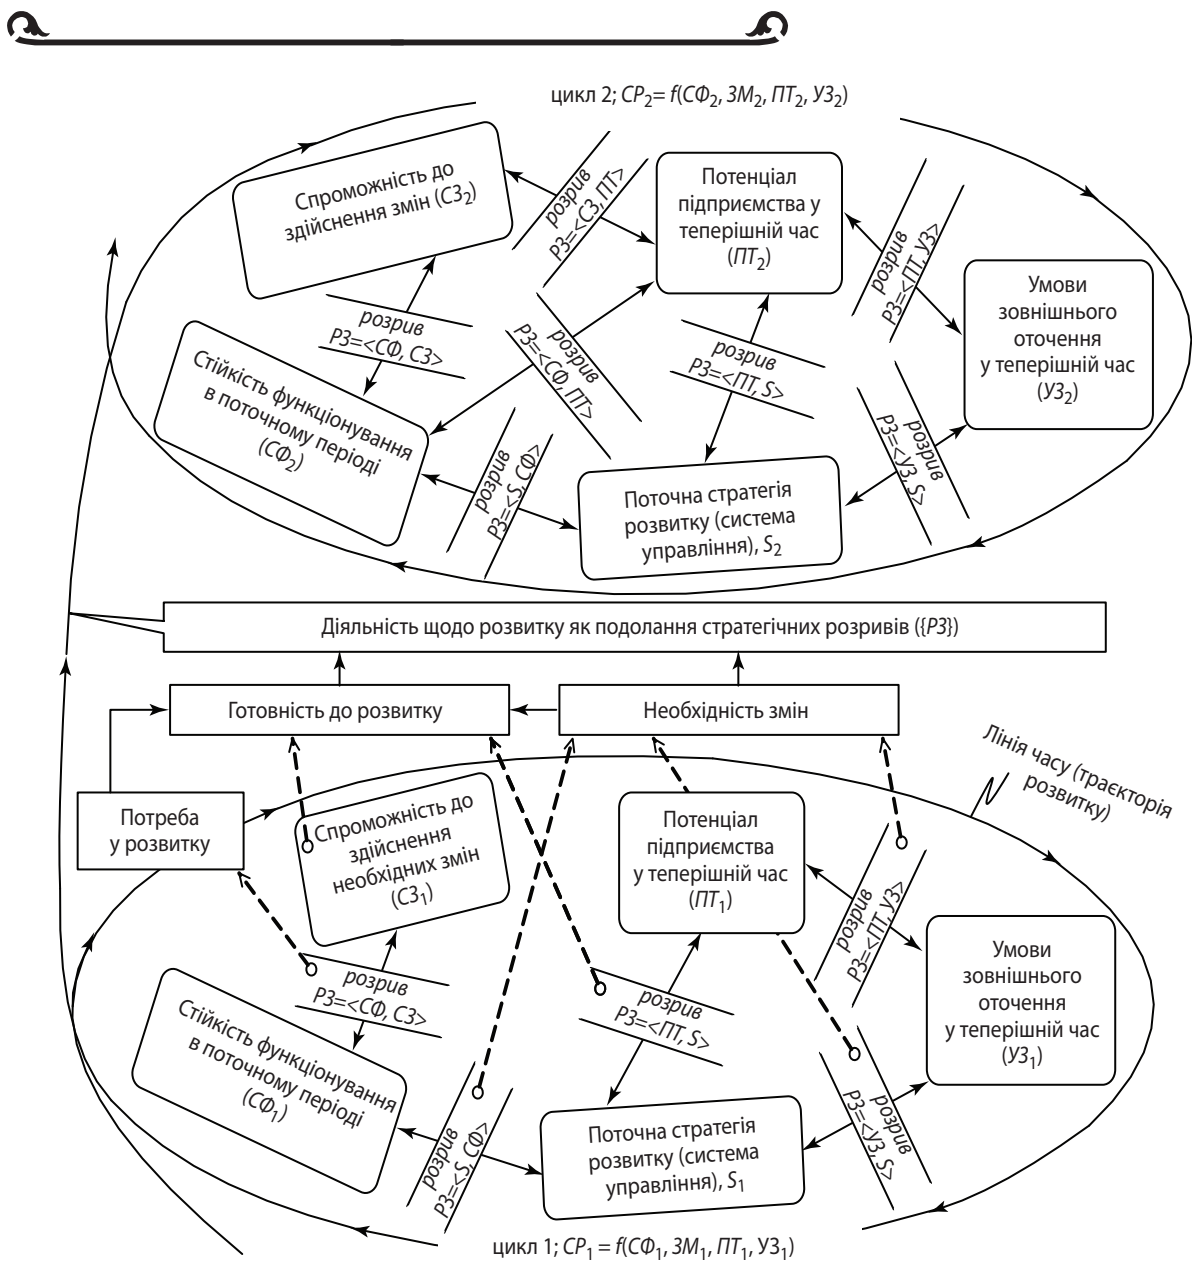 цикл 2; СР₂= f(СФ₂, ЗМ₂, ПТ₂, УЗ₂)
Спроможність до
здійснення змін (СЗ₂)
розрив
РЗ=<СЗ, ПТ>
Потенціал
підприємства у
теперішній час
(ПТ₂)
розрив
РЗ=<ПТ, УЗ>
Умови
зовнішнього
оточення
у теперішній час
(УЗ₂)
розрив
РЗ=<СФ, СЗ>
розрив
РЗ=<СФ, ПТ>
розрив
РЗ=<ПТ, S>
Стійкість функціонування
в поточному періоді
(СФ₂)
розрив
РЗ=<S, СФ>
розрив
РЗ=<УЗ, S>
Поточна стратегія
розвитку (система
управління), S₂
Діяльність щодо розвитку як подолання стратегічних розривів ({РЗ})
Готовність до розвитку
Необхідність змін
Лінія часу (траєкторія
розвитку)
Потреба
у розвитку
Спроможність до
здійснення
необхідних змін
(СЗ₁)
Потенціал
підприємства
у теперішній час
(ПТ₁)
розрив
РЗ=<ПТ, УЗ>
Умови
зовнішнього
оточення
у теперішній час
(УЗ₁)
розрив
РЗ=<СФ, СЗ>
розрив
РЗ=<ПТ, S>
Стійкість функціонування
в поточному періоді
(СФ₁)
розрив
РЗ=<S, СФ>
розрив
РЗ=<УЗ, S>
Поточна стратегія
розвитку (система
управління), S₁
цикл 1; СР₁ = f(СФ₁, ЗМ₁, ПТ₁, УЗ₁)